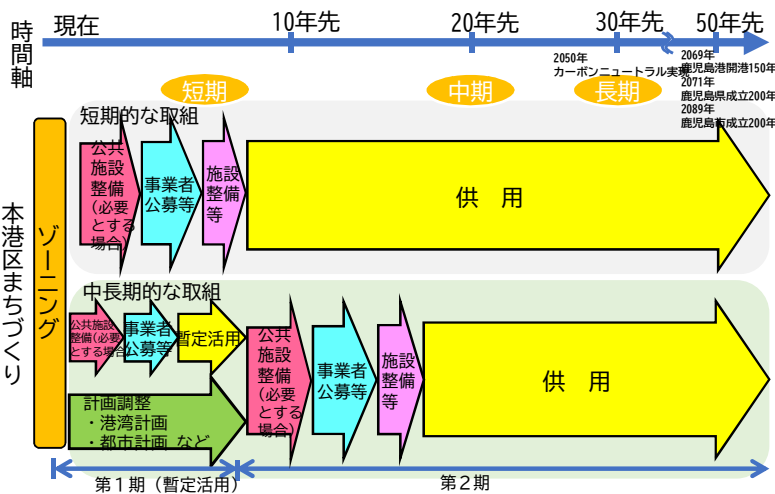 時間軸
現在
10年先
20年先
30年先
50年先
2050年
カーボンニュートラル実現
2069年
鹿児島港開港150年
2071年
鹿児島県成立200年
2089年
鹿児島市成立200年
短期
中期
長期
本港区まちづくり
ゾーニング
短期的な取組
公共
施設
整備
(必要
とする
場合)
事業者
公募等
施設
整備
等
供 用
中長期的な取組
公共施設
整備(必要
とする場合)
事業者
公募等
暫定活用
計画調整
・港湾計画
・都市計画 など
公共
施設
整備
(必要
とする
場合)
事業者
公募等
施設
整備
等
供 用
第1期(暫定活用)
第2期